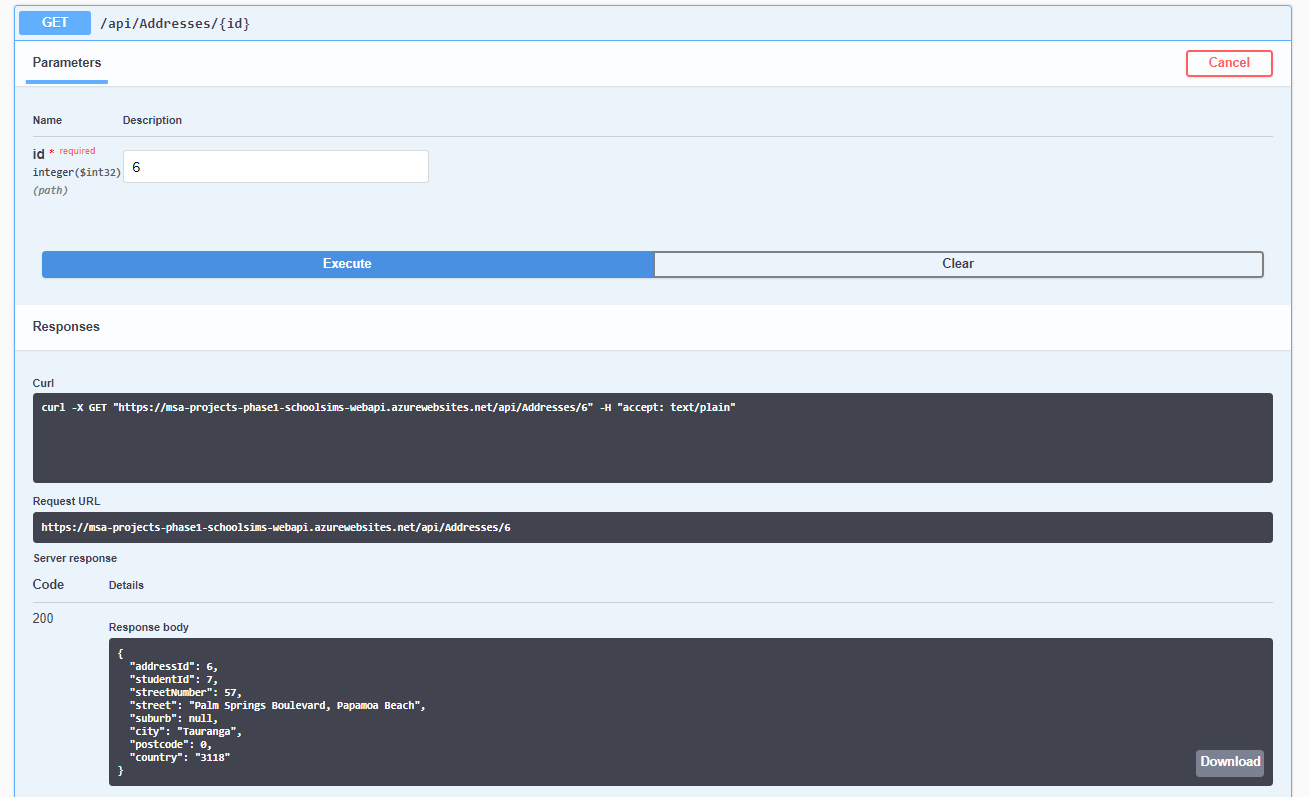 GET /api/Addresses/{id}
Parameters
Cancel
Name Description
id * required
integer($int32)
(path)
6
Execute Clear
Responses
Curl
curl -X GET "https://msa-projects-phase1-schoolsims-webapi.azurewebsites.net/api/Addresses/6" -H "accept: text/plain"
Request URL
https://msa-projects-phase1-schoolsims-webapi.azurewebsites.net/api/Addresses/6
Server response
Code Details
200
Response body
{
  "addressId": 6,
  "studentId": 7,
  "streetNumber": 57,
  "street": "Palm Springs Boulevard, Papamoa Beach",
  "suburb": null,
  "city": "Tauranga",
  "postcode": 0,
  "country": "3118"
}
Download